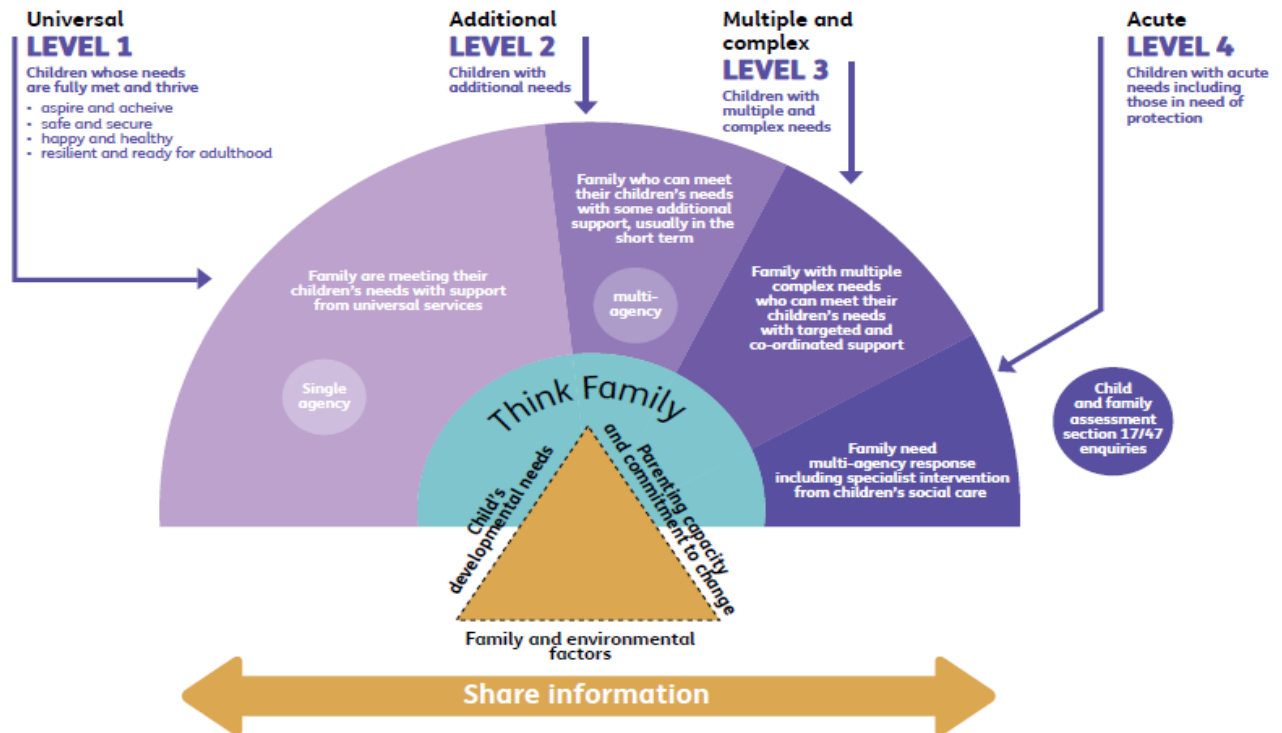 Universal
LEVEL 1
Children whose needs
are fully met and thrive
• aspire and acheive
• safe and secure
• happy and healthy
• resilient and ready for adulthood
Additional
LEVEL 2
Children with
additional needs
Multiple and
complex
LEVEL 3
Children with
multiple and
complex needs
Acute
LEVEL 4
Children with acute
needs including
those in need of
protection
Family are meeting their
children's needs with support
from universal services
Single
agency
Family who can meet
their children's needs
with some additional
support, usually in the
short term
multi-
agency
Family with multiple
complex needs
who can meet their
children's needs
with targeted and
co-ordinated support
Family need
multi-agency response
including specialist intervention
from children's social care
Child
and family
assessment
section 17/47
enquiries
Think Family
Child's
developmental needs
Parenting capacity
and commitment to change
Family and environmental
factors
Share information